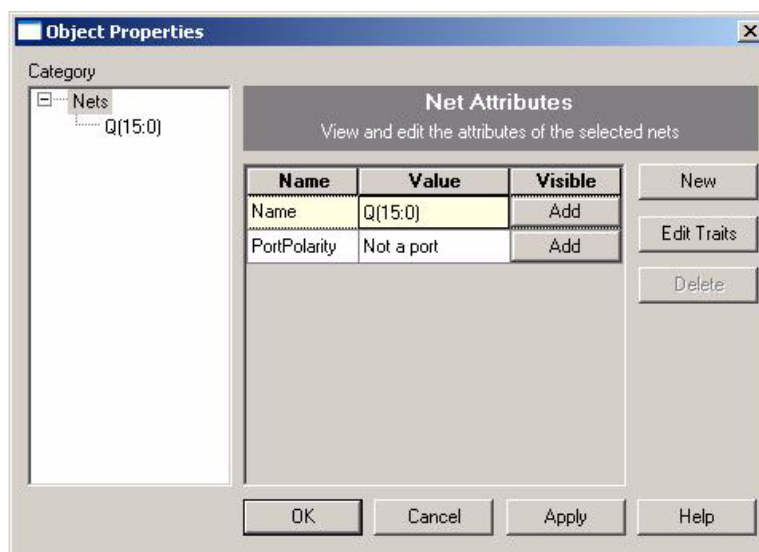 Object Properties
Category
Nets
Q(15:0)
Net Attributes
View and edit the attributes of the selected nets
Name Value Visible
Name Q(15:0) Add
PortPolarity Not a port Add
New
Edit Traits
Delete
OK Cancel Apply Help